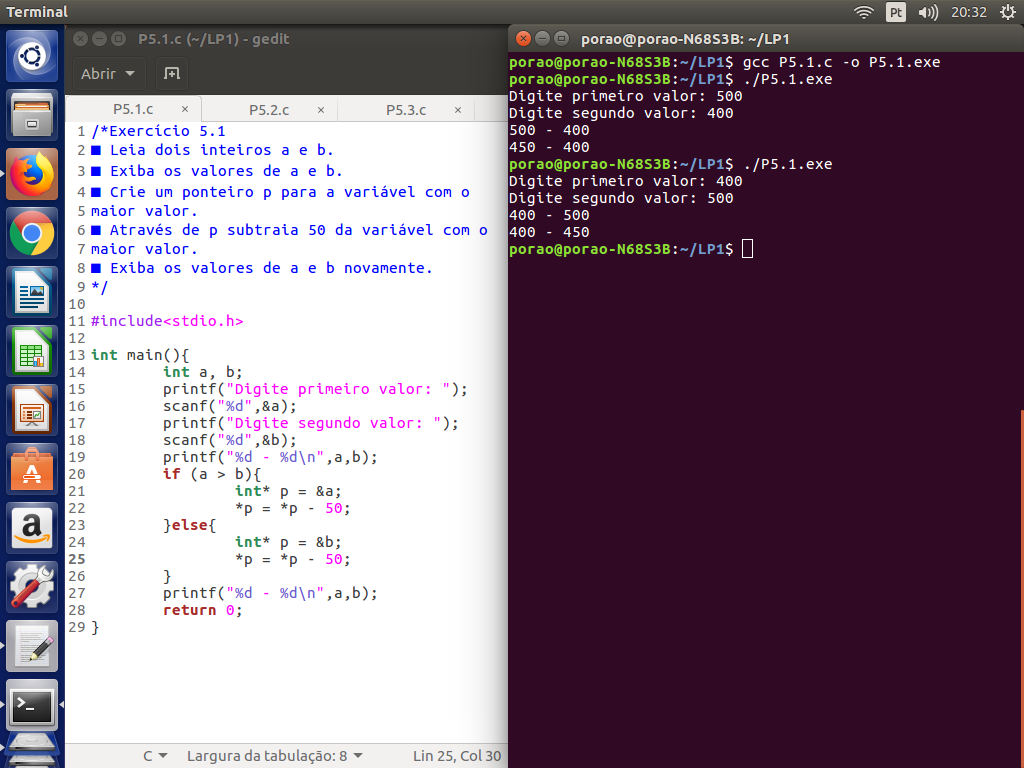 Terminal
Pt
20:32
P5.1.c (~/LP1) - gedit
Abrir
P5.1.c × P5.2.c × P5.3.c ×
1 /*Exercício 5.1
2 ■ Leia dois inteiros a e b.
3 ■ Exiba os valores de a e b.
4 ■ Crie um ponteiro p para a variável com o
5 maior valor.
6 ■ Através de p subtraia 50 da variável com o
7 maior valor.
8 ■ Exiba os valores de a e b novamente.
9 */
10
11 #include<stdio.h>
12
13 int main(){
14 int a, b;
15 printf("Digite primeiro valor: ");
16 scanf("%d",&a);
17 printf("Digite segundo valor: ");
18 scanf("%d",&b);
19 printf("%d - %d\n",a,b);
20 if (a > b){
21 int* p = &a;
22 *p = *p - 50;
23 }else{
24 int* p = &b;
25 *p = *p - 50;
26 }
27 printf("%d - %d\n",a,b);
28 return 0;
29 }
C
Largura da tabulação: 8
Lin 25, Col 30
porao@porao-N68S3B: ~/LP1
porao@porao-N68S3B:~/LP1$ gcc P5.1.c -o P5.1.exe
porao@porao-N68S3B:~/LP1$ ./P5.1.exe
Digite primeiro valor: 500
Digite segundo valor: 400
500 - 400
450 - 400
porao@porao-N68S3B:~/LP1$ ./P5.1.exe
Digite primeiro valor: 400
Digite segundo valor: 500
400 - 500
400 - 450
porao@porao-N68S3B:~/LP1$